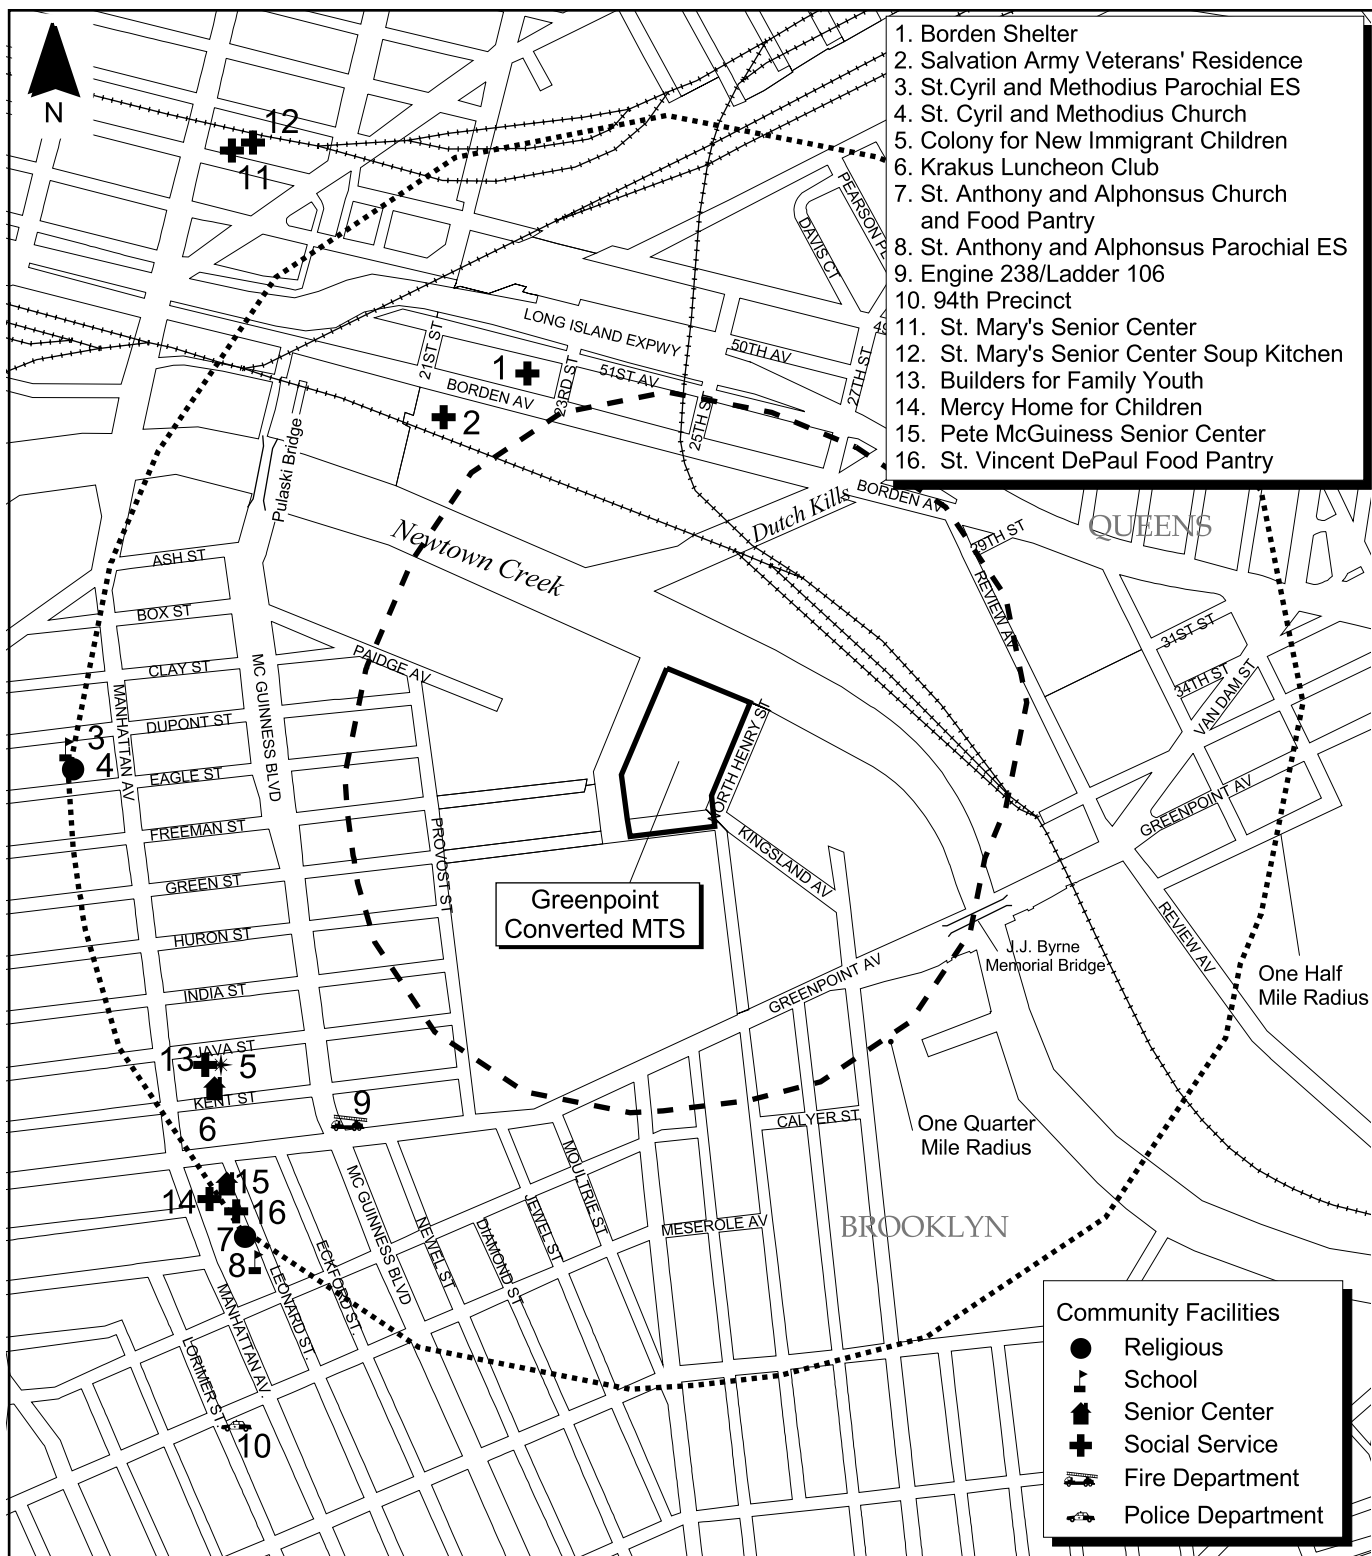 N
1. Borden Shelter
2. Salvation Army Veterans' Residence
3. St.Cyril and Methodius Parochial ES
4. St. Cyril and Methodius Church
5. Colony for New Immigrant Children
6. Krakus Luncheon Club
7. St. Anthony and Alphonsus Church
and Food Pantry
8. St. Anthony and Alphonsus Parochial ES
9. Engine 238/Ladder 106
10. 94th Precinct
11. St. Mary's Senior Center
12. St. Mary's Senior Center Soup Kitchen
13. Builders for Family Youth
14. Mercy Home for Children
15. Pete McGuiness Senior Center
16. St. Vincent DePaul Food Pantry
12
11
PEARSON PL
DAVIS CT
LONG ISLAND EXPWY
49
50TH AV
21ST ST
1
23RD ST
51ST AV
27TH ST
BORDEN AV
2
25TH ST
Pulaski Bridge
Newtown Creek
Dutch Kills
BORDEN AV
QUEENS
29TH ST
REVIEW AV
ASH ST
BOX ST
CLAY ST
PAIDGE AV
31ST ST
34TH ST
VAN DAM ST
MANHATTAN AV
MC GUINNESS BLVD
DUPONT ST
NORTH HENRY ST
3
4
EAGLE ST
FREEMAN ST
PROVOST ST
KINGSLAND AV
GREENPOINT AV
GREEN ST
Greenpoint
Converted MTS
HURON ST
REVIEW AV
J.J. Byrne
Memorial Bridge
GREENPOINT AV
One Half
Mile Radius
INDIA ST
JAVA ST
13
5
KENT ST
6
9
CALYER ST
One Quarter
Mile Radius
MOULTRIE ST
15
14
16
7
8
MC GUINNESS BLVD
NEWEL ST
DIAMOND ST
JEWEL ST
MESEROLE AV
BROOKLYN
ECKFORD ST.
LEONARD ST.
MANHATTAN AV.
LORIMER ST.
10
Community Facilities
Religious
School
Senior Center
Social Service
Fire Department
Police Department